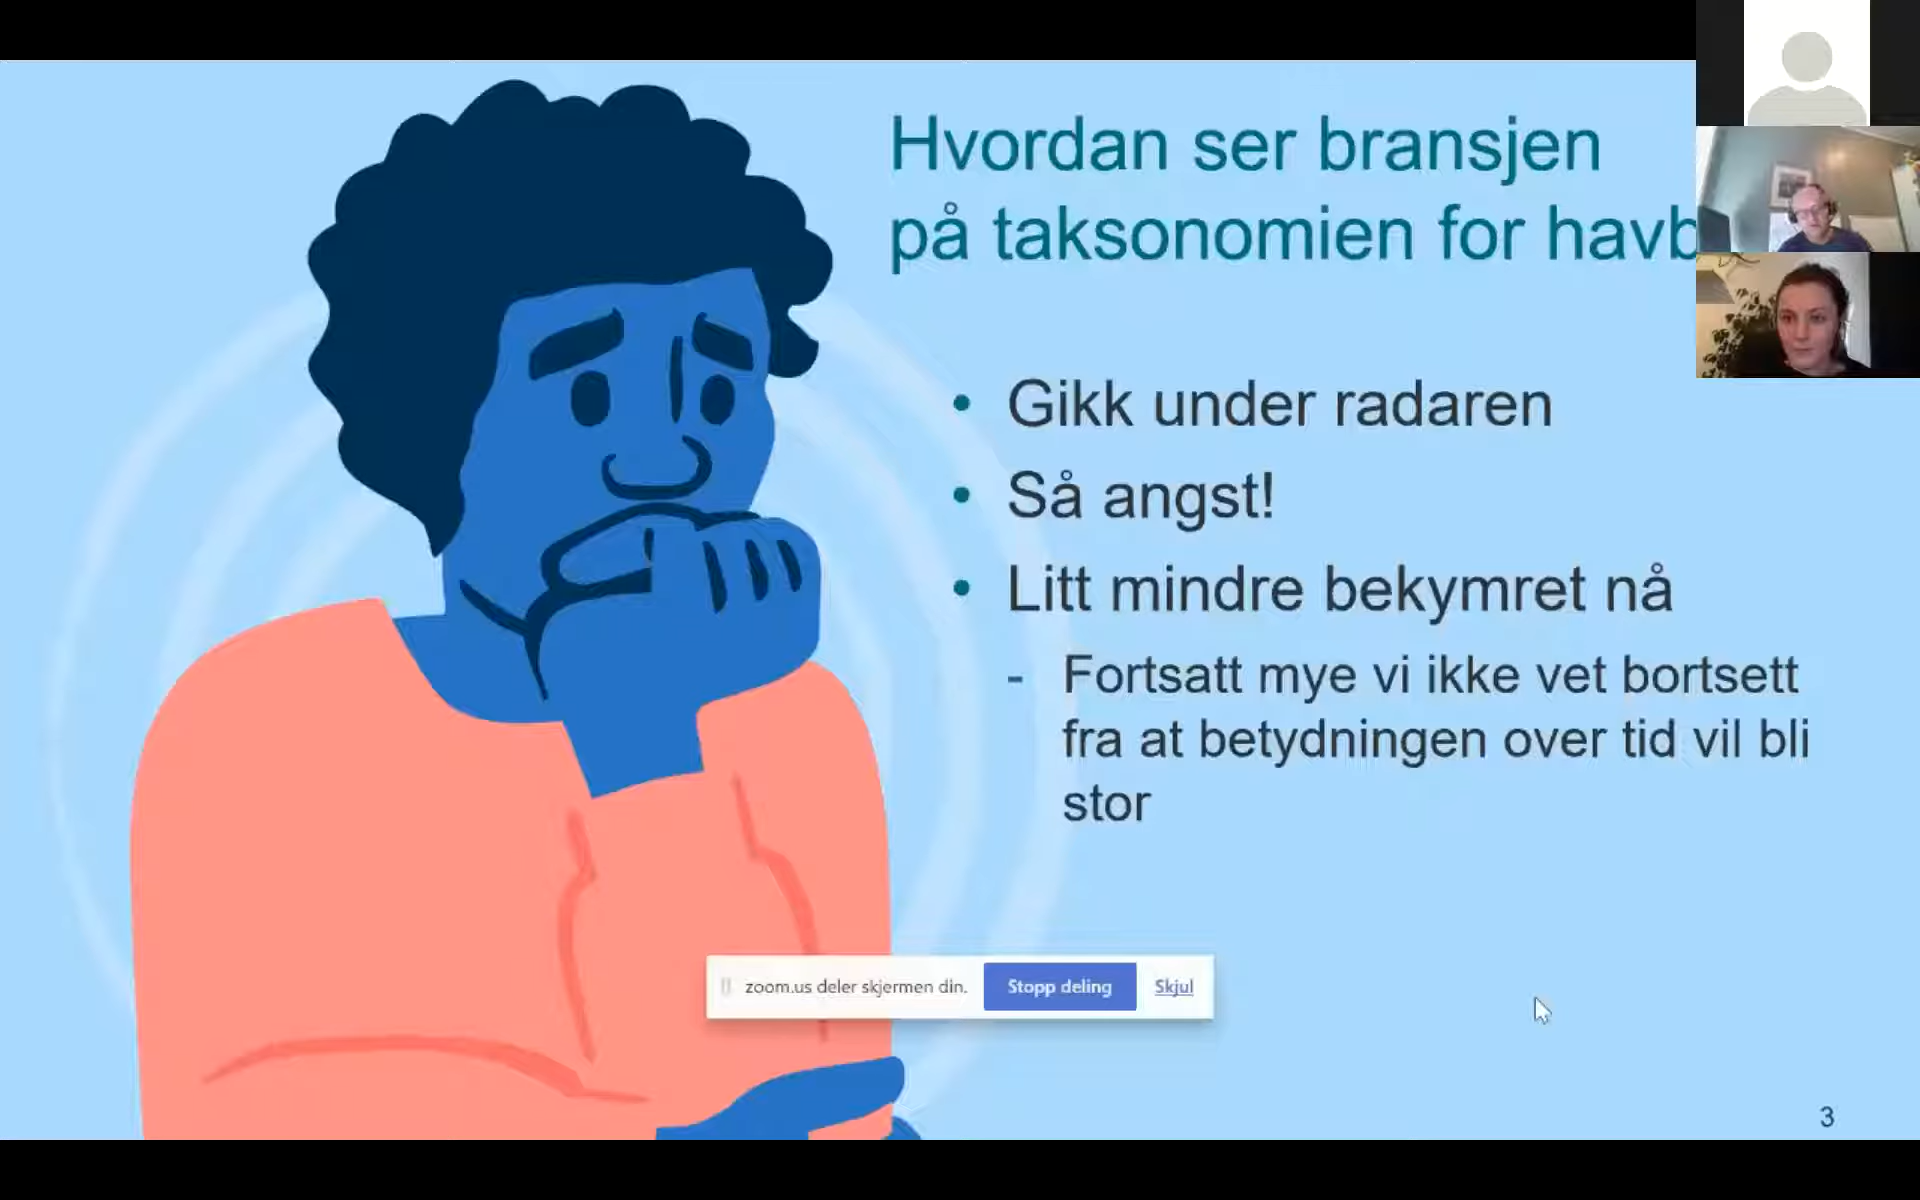 Hvordan ser bransjen
på taksonomien for havb
• Gikk under radaren
• Så angst!
• Litt mindre bekymret nå
- Fortsatt mye vi ikke vet bortsett
fra at betydningen over tid vil bli
stor
zoom.us deler skjermen din. Stopp deling Skjul
3